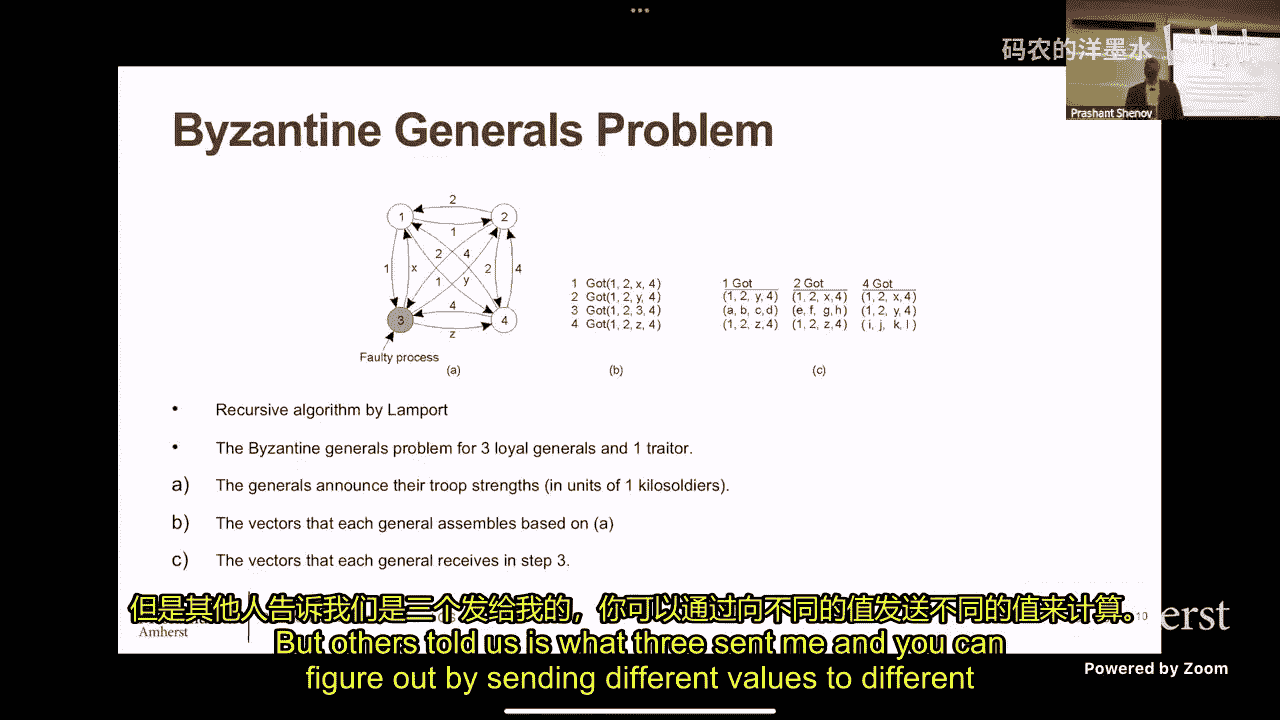 码农的洋墨水
Prashant Shenoy
Byzantine Generals Problem
2
1 2
1
2 4
1 x 2 4
1 y
4
3 4
z
Faulty process
(a)
1 Got(1, 2, x, 4)
2 Got(1, 2, y, 4)
3 Got(1, 2, 3, 4)
4 Got(1, 2, z, 4)
(b)
1 Got 2 Got 4 Got
(1, 2, y, 4) (1, 2, x, 4) (1, 2, x, 4)
(a, b, c, d) (e, f, g, h) (1, 2, y, 4)
(1, 2, z, 4) (1, 2, z, 4) (i, j, k, l)
(c)
• Recursive algorithm by Lamport
• The Byzantine generals problem for 3 loyal generals and 1 traitor.
a) The generals announce their troop strengths (in units of 1 kilosoldiers).
b) The vectors that each general assembles based on (a)
c) The vectors that each general receives in step 3.
但是其他人告诉我们是三个发给我的，你可以通过向不同的值发送不同的值来计算。
Amherst
10
erst
But others told us is what three sent me and you can
figure out by sending different values to different
Powered by Zoom